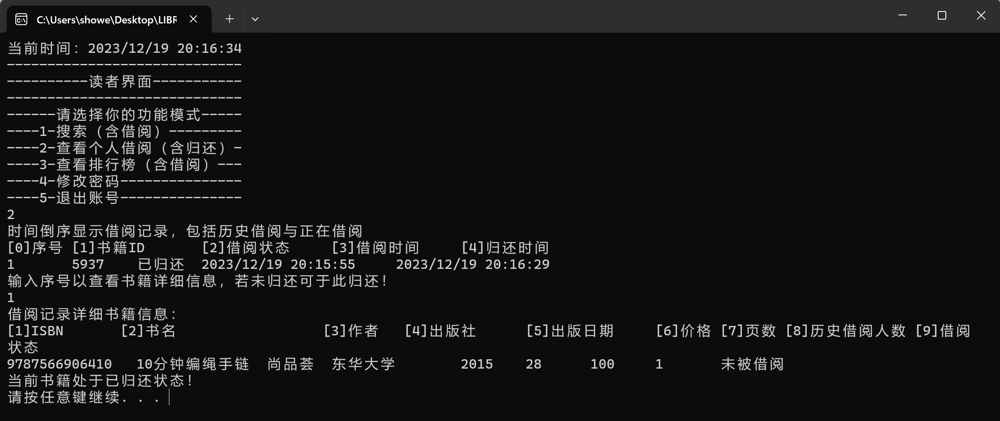 C:\Users\showe\Desktop\LIBR
当前时间：2023/12/19 20:16:34
-----------------------------
----------读者界面-----------
-----------------------------
------请选择你的功能模式-----
----1-搜索（含借阅）---------
----2-查看个人借阅（含归还）-
----3-查看排行榜（含借阅）---
----4-修改密码---------------
----5-退出账号---------------
2
时间倒序显示借阅记录，包括历史借阅与正在借阅
[0]序号 [1]书籍ID       [2]借阅状态     [3]借阅时间     [4]归还时间
1       5937    已归还  2023/12/19 20:15:55     2023/12/19 20:16:29
输入序号以查看书籍详细信息，若未归还可于此归还！
1
借阅记录详细书籍信息：
[1]ISBN       [2]书名                  [3]作者   [4]出版社      [5]出版日期     [6]价格 [7]页数 [8]历史借阅人数 [9]借阅
状态
9787566906410   10分钟编绳手链  尚品荟  东华大学        2015    28      100     1       未被借阅
当前书籍处于已归还状态！
请按任意键继续. . .